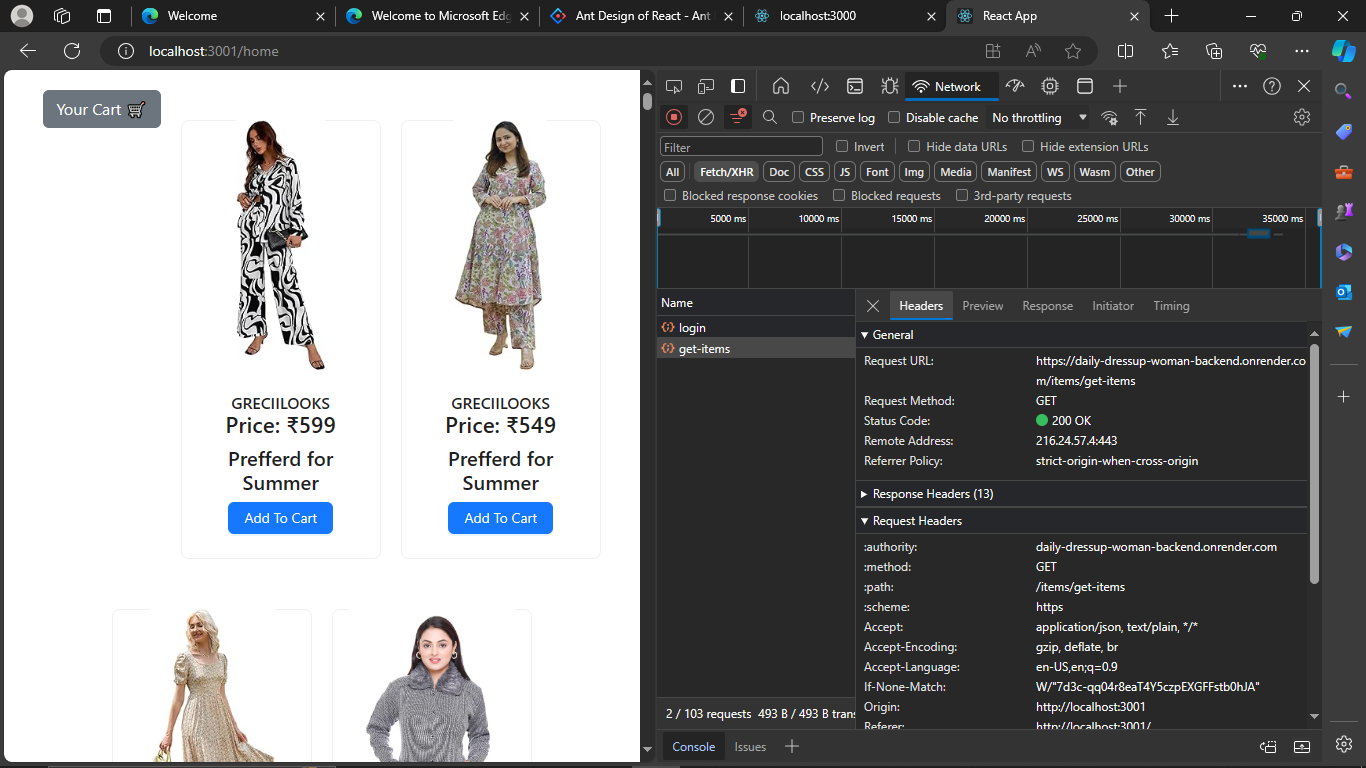 Welcome
Welcome to Microsoft Edg
Ant Design of React - Ant
localhost:3000
React App
localhost:3001/home
Your Cart
GRECIILOOKS
Price: ₹599
Prefferd for
Summer
Add To Cart
GRECIILOOKS
Price: ₹549
Prefferd for
Summer
Add To Cart
Network
Preserve log
Disable cache
No throttling
Filter
Invert
Hide data URLs
Hide extension URLs
All Fetch/XHR Doc CSS JS Font Img Media Manifest WS Wasm Other
Blocked response cookies
Blocked requests
3rd-party requests
5000 ms 10000 ms 15000 ms 20000 ms 25000 ms 30000 ms 35000 ms
Name
login
get-items
2 / 103 requests 493 B / 493 B trans
Headers Preview Response Initiator Timing
General
Request URL: https://daily-dressup-woman-backend.onrender.co
m/items/get-items
Request Method: GET
Status Code: 200 OK
Remote Address: 216.24.57.4:443
Referrer Policy: strict-origin-when-cross-origin
Response Headers (13)
Request Headers
:authority: daily-dressup-woman-backend.onrender.com
:method: GET
:path: /items/get-items
:scheme: https
Accept: application/json, text/plain, */*
Accept-Encoding: gzip, deflate, br
Accept-Language: en-US,en;q=0.9
If-None-Match: W/"7d3c-qq04r8eaT4Y5czpEXGFFstb0hJA"
Origin: http://localhost:3001
Referer: http://localhost:3001/
Console Issues